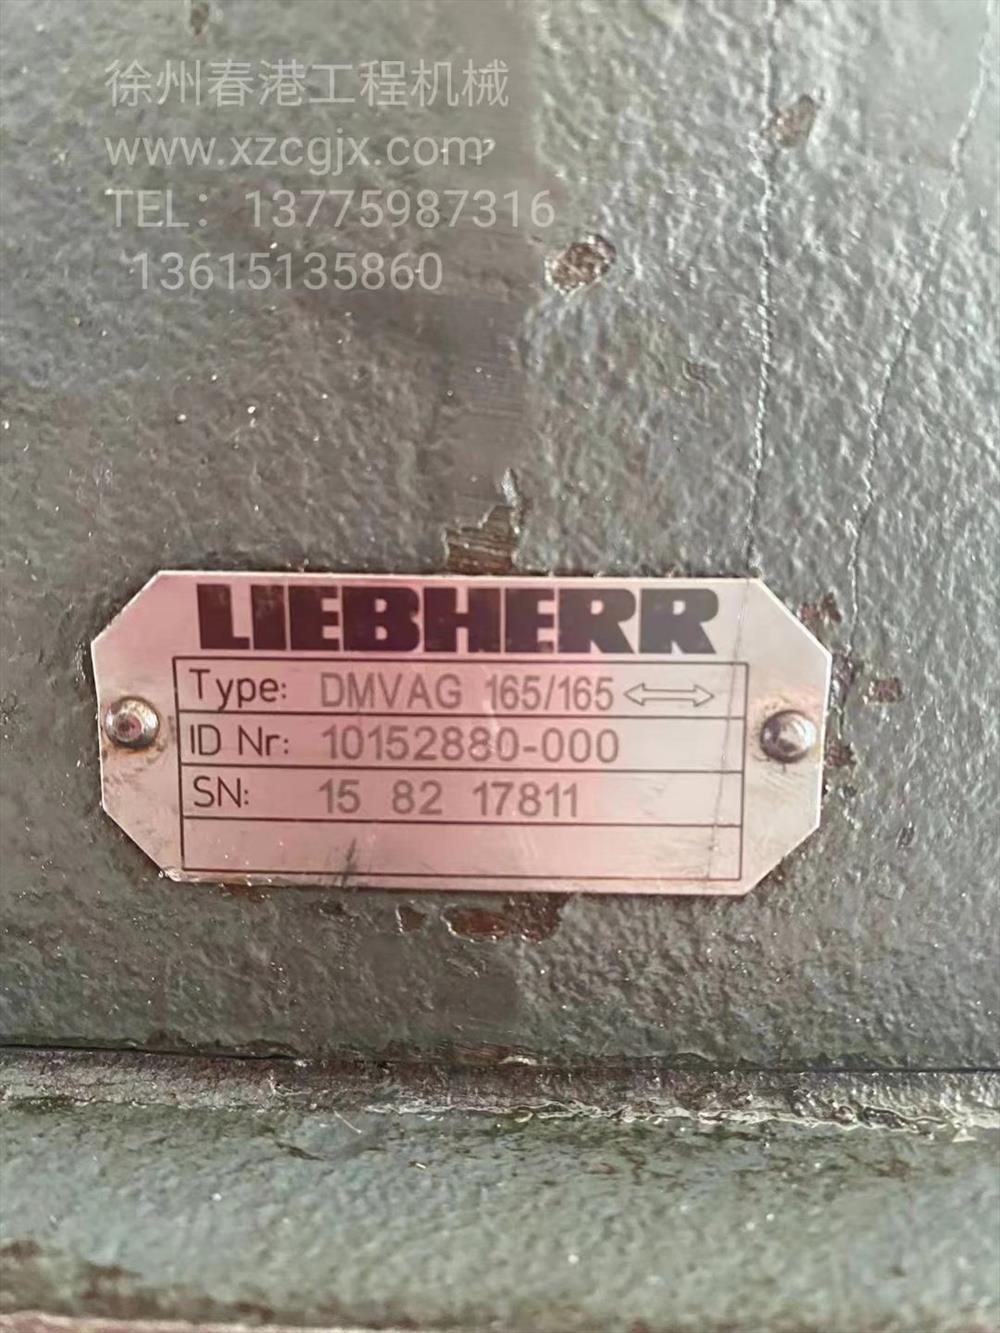 徐州春港工程机械
www.xzcgjx.com
TEL：13775987316
13615135860
LIEBHERR
Type: DMVAG 165/165
ID Nr: 10152880-000
SN: 15 82 17811